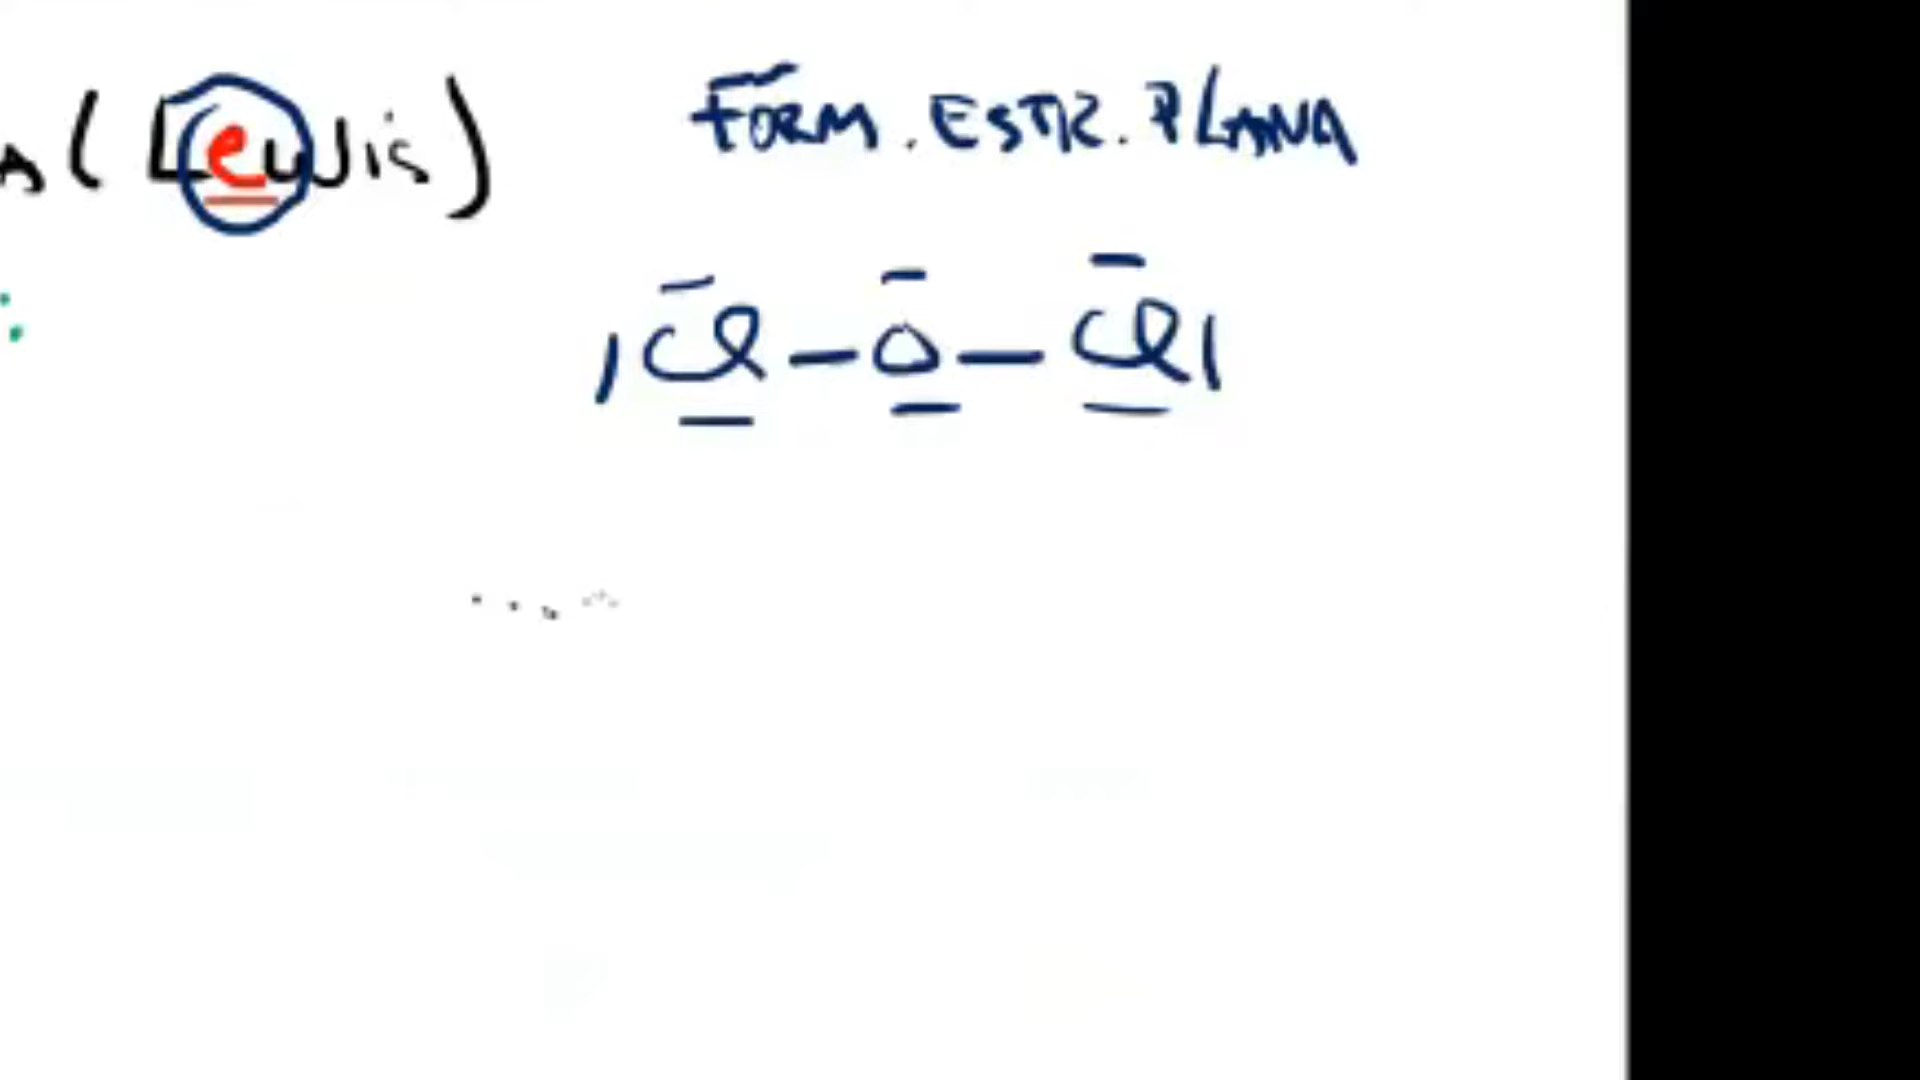 (Lewis) FORM. ESTR. PLANA
|Cl-O-Cl|